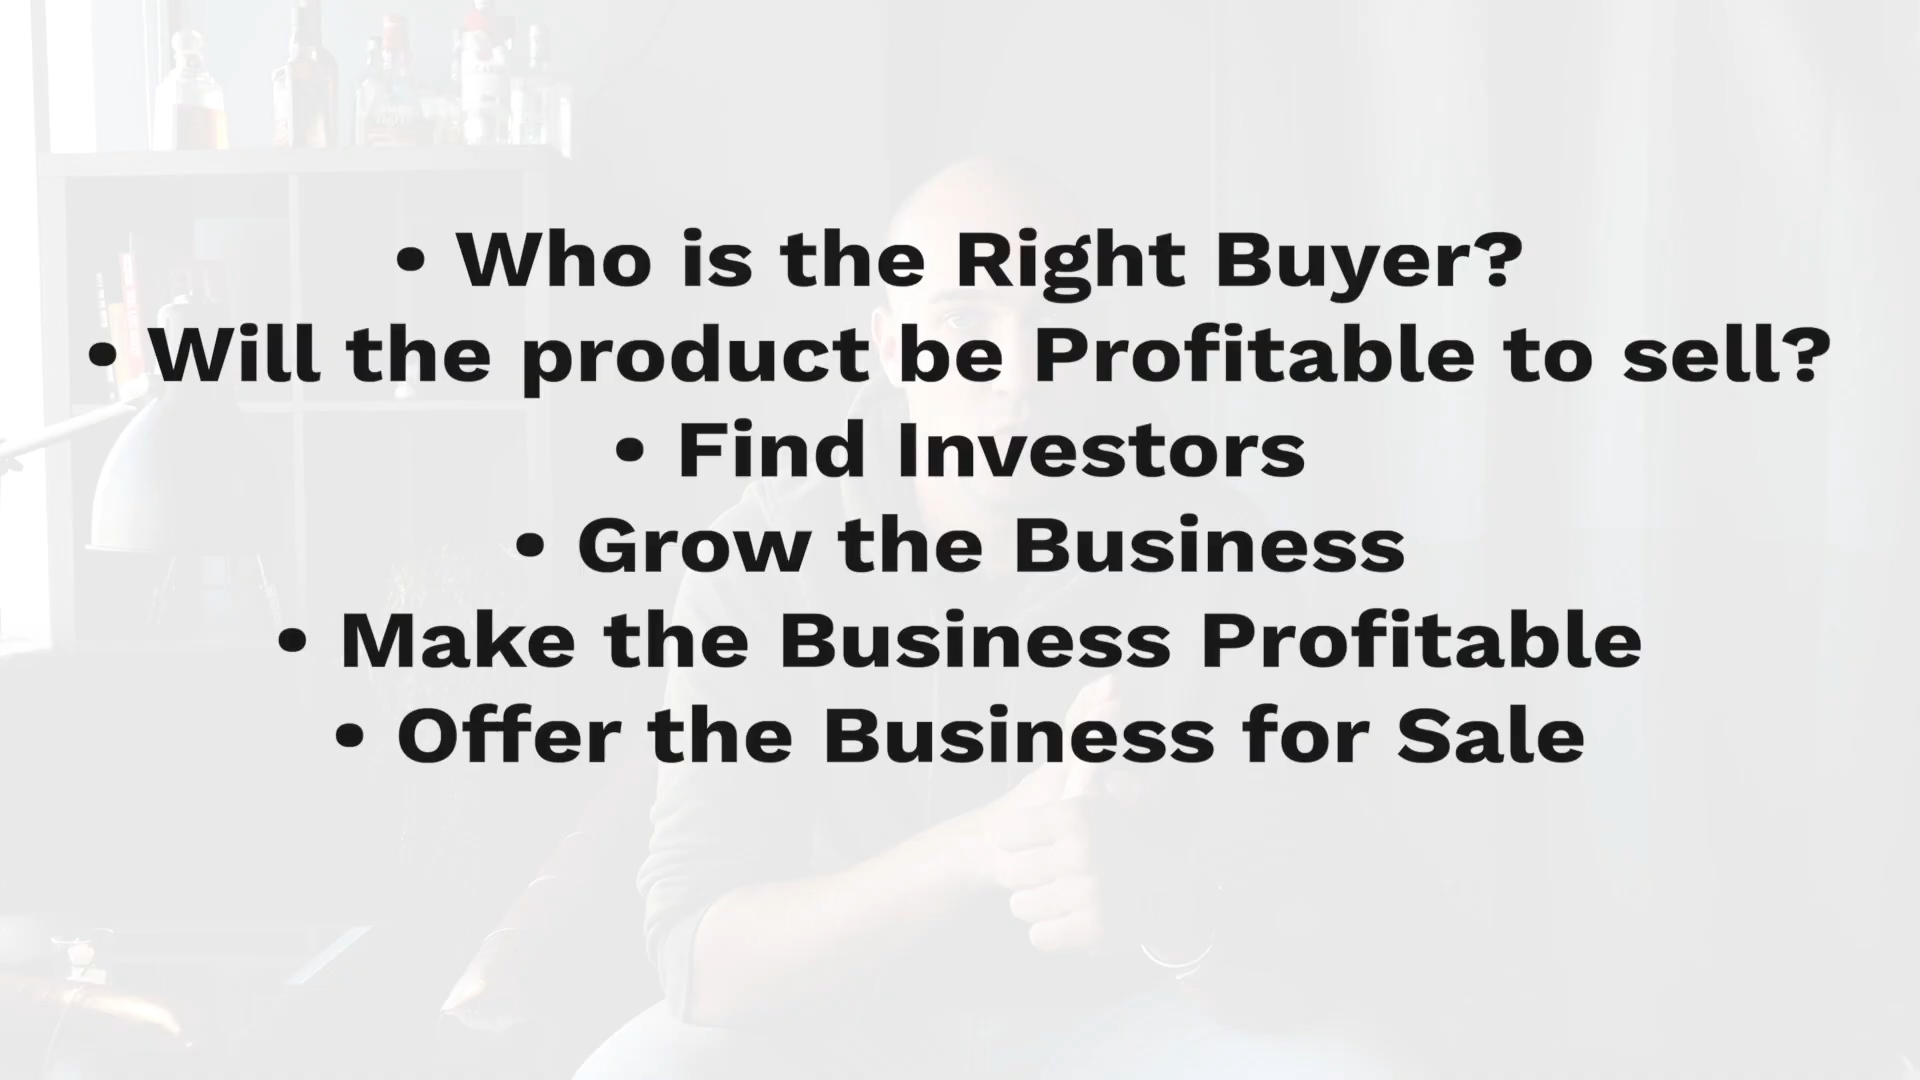 • Who is the Right Buyer?
• Will the product be Profitable to sell?
• Find Investors
• Grow the Business
• Make the Business Profitable
• Offer the Business for Sale